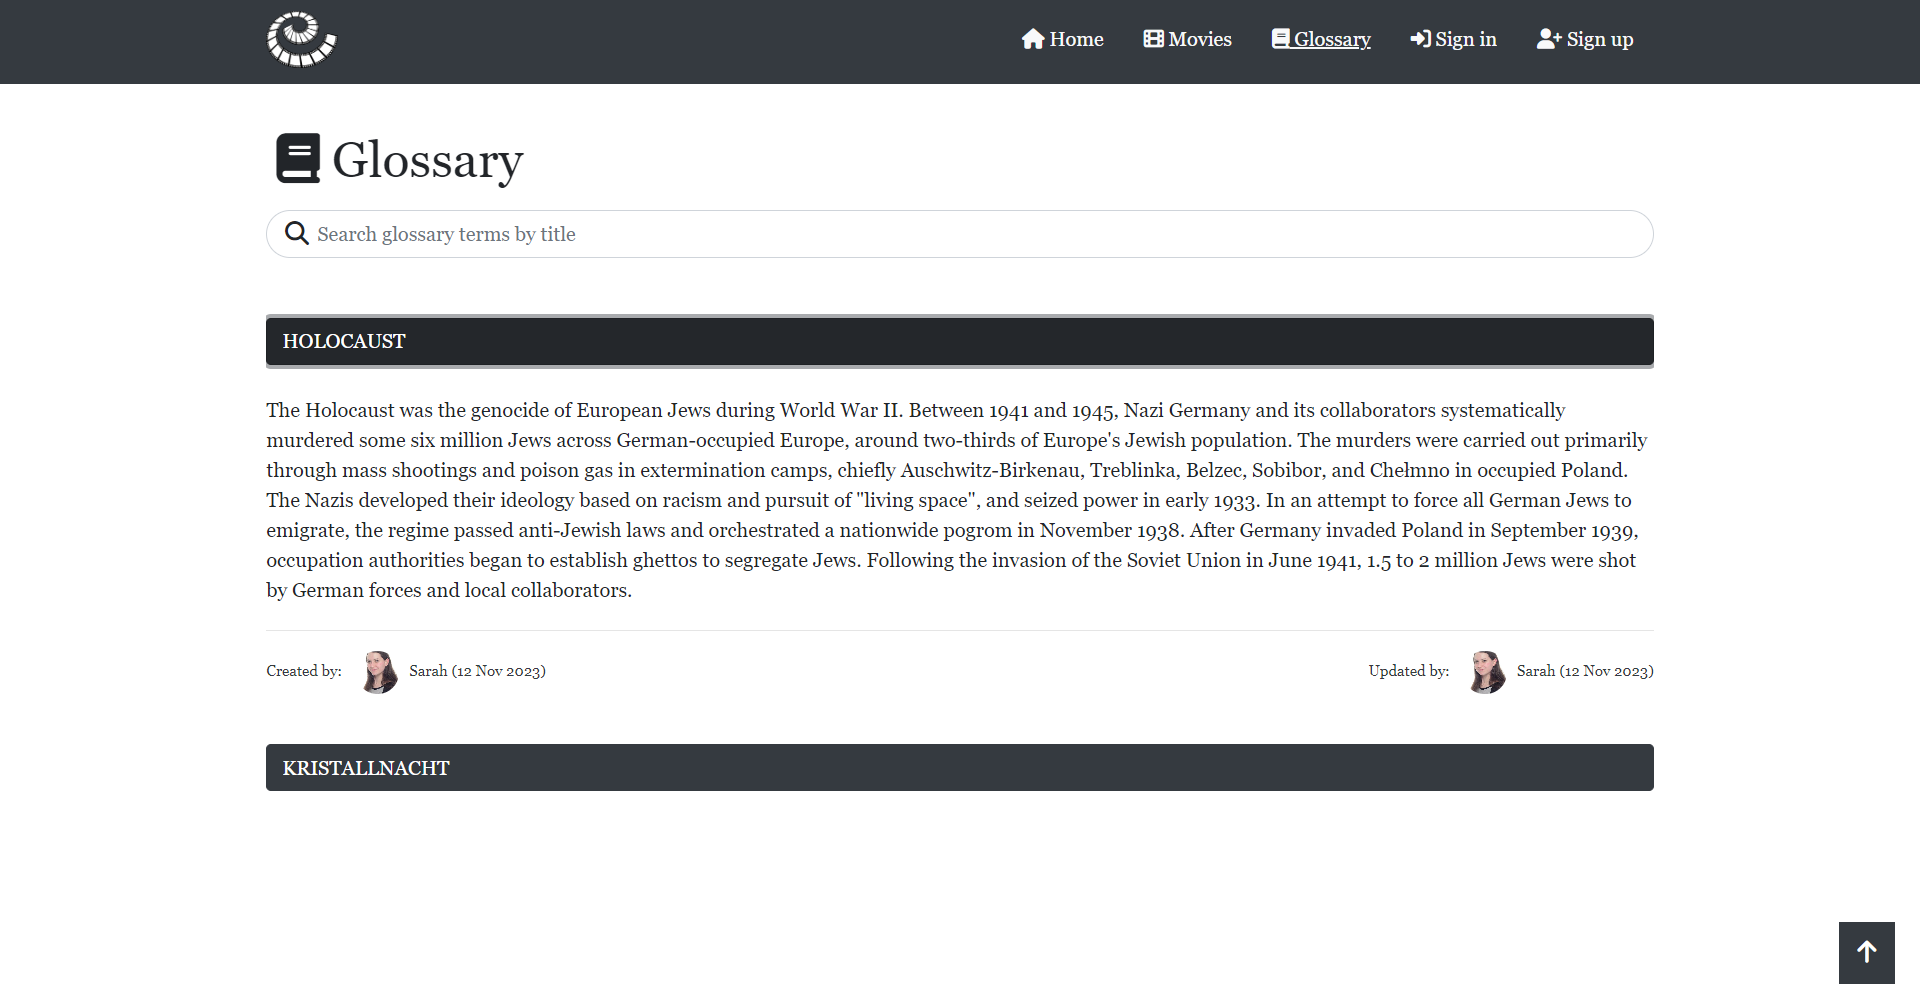 Home Movies Glossary Sign in Sign up
Glossary
Search glossary terms by title
HOLOCAUST
The Holocaust was the genocide of European Jews during World War II. Between 1941 and 1945, Nazi Germany and its collaborators systematically
murdered some six million Jews across German-occupied Europe, around two-thirds of Europe's Jewish population. The murders were carried out primarily
through mass shootings and poison gas in extermination camps, chiefly Auschwitz-Birkenau, Treblinka, Belzec, Sobibor, and Chełmno in occupied Poland.
The Nazis developed their ideology based on racism and pursuit of "living space", and seized power in early 1933. In an attempt to force all German Jews to
emigrate, the regime passed anti-Jewish laws and orchestrated a nationwide pogrom in November 1938. After Germany invaded Poland in September 1939,
occupation authorities began to establish ghettos to segregate Jews. Following the invasion of the Soviet Union in June 1941, 1.5 to 2 million Jews were shot
by German forces and local collaborators.
Created by: Sarah (12 Nov 2023) Updated by: Sarah (12 Nov 2023)
KRISTALLNACHT